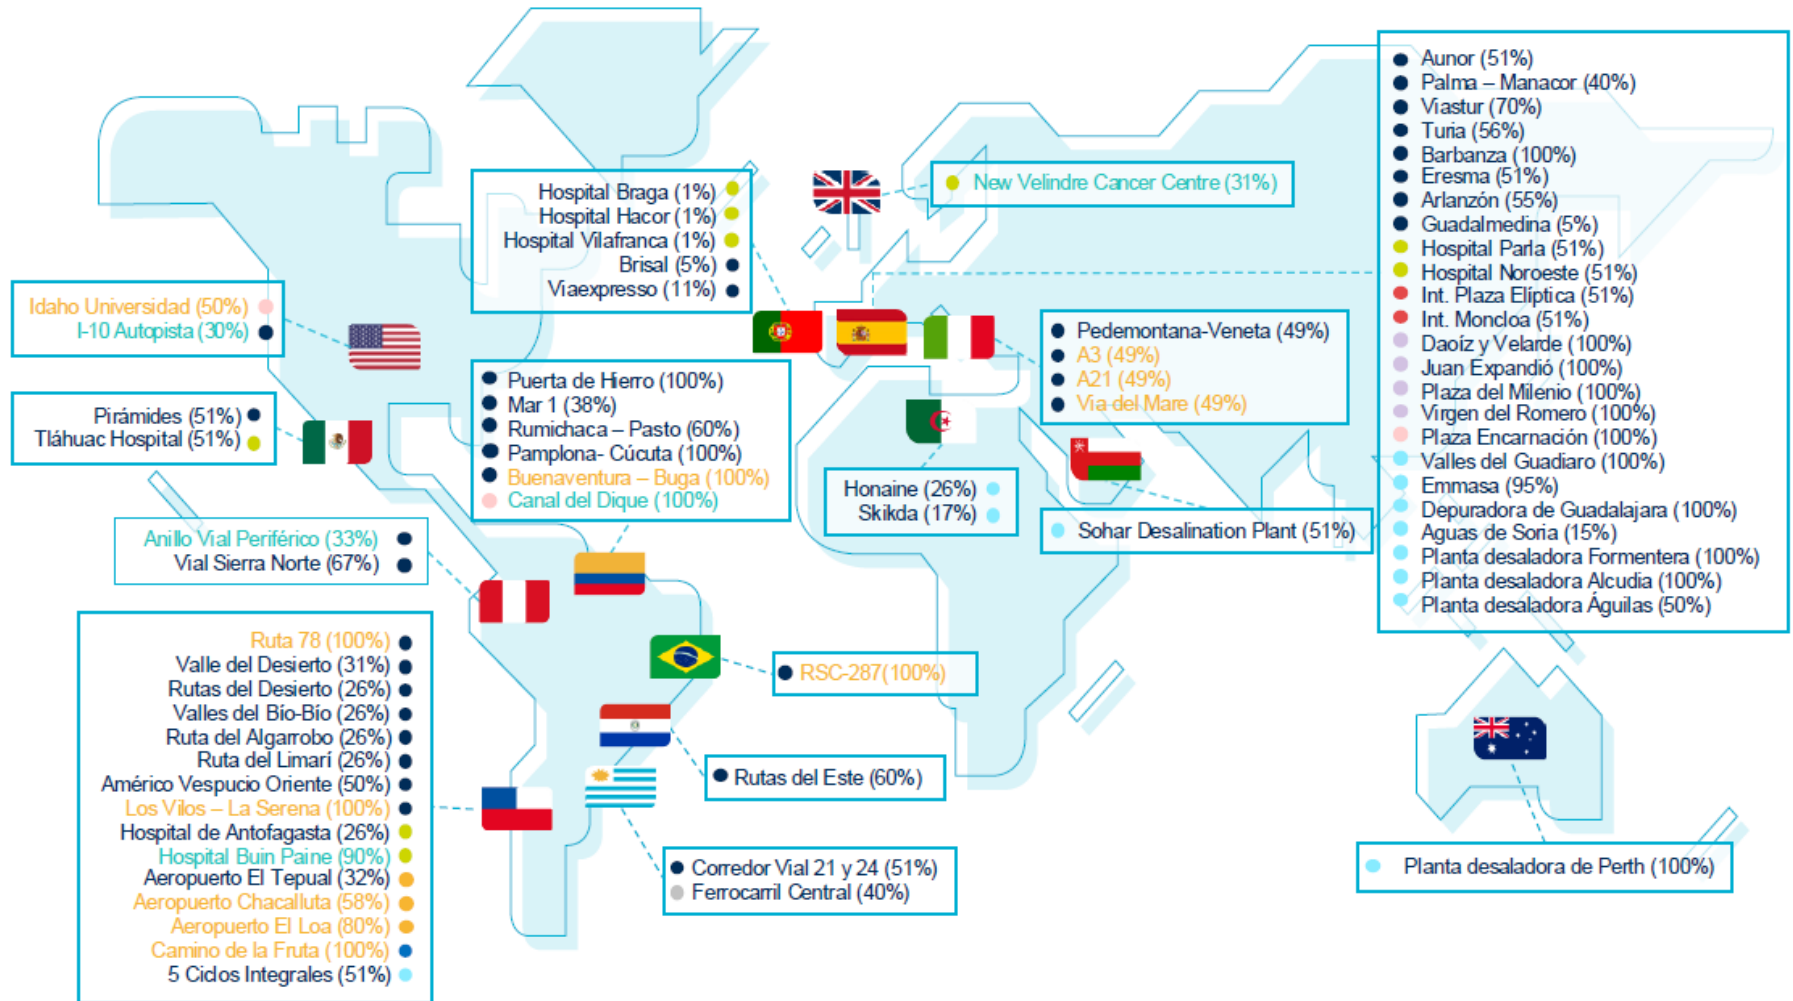 Aunor (51%)
Palma – Manacor (40%)
Viastur (70%)
Turia (56%)
Barbanza (100%)
Eresma (51%)
Arlanzón (55%)
Guadalmedina (5%)
Hospital Parla (51%)
Hospital Noroeste (51%)
Int. Plaza Elíptica (51%)
Int. Moncloa (51%)
Daoíz y Velarde (100%)
Juan Expandió (100%)
Plaza del Milenio (100%)
Virgen del Romero (100%)
Plaza Encarnación (100%)
Valles del Guadiaro (100%)
Emmasa (95%)
Depuradora de Guadalajara (100%)
Aguas de Soria (15%)
Planta desaladora Formentera (100%)
Planta desaladora Alcudia (100%)
Planta desaladora Águilas (50%)
Hospital Braga (1%)
Hospital Hacor (1%)
Hospital Vilafranca (1%)
Brisal (5%)
Viaexpresso (11%)
New Velindre Cancer Centre (31%)
Idaho Universidad (50%)
I-10 Autopista (30%)
Pirámides (51%)
Tláhuac Hospital (51%)
Puerta de Hierro (100%)
Mar 1 (38%)
Rumichaca – Pasto (60%)
Pamplona- Cúcuta (100%)
Buenaventura – Buga (100%)
Canal del Dique (100%)
Pedemontana-Veneta (49%)
A3 (49%)
A21 (49%)
Via del Mare (49%)
Honaine (26%)
Skikda (17%)
Sohar Desalination Plant (51%)
Anillo Vial Periférico (33%)
Vial Sierra Norte (67%)
Ruta 78 (100%)
Valle del Desierto (31%)
Rutas del Desierto (26%)
Valles del Bío-Bío (26%)
Ruta del Algarrobo (26%)
Ruta del Limarí (26%)
Américo Vespucio Oriente (50%)
Los Vilos – La Serena (100%)
Hospital de Antofagasta (26%)
Hospital Buin Paine (90%)
Aeropuerto El Tepual (32%)
Aeropuerto Chacalluta (58%)
Aeropuerto El Loa (80%)
Camino de la Fruta (100%)
5 Ciclos Integrales (51%)
RSC-287(100%)
Rutas del Este (60%)
Corredor Vial 21 y 24 (51%)
Ferrocarril Central (40%)
Planta desaladora de Perth (100%)